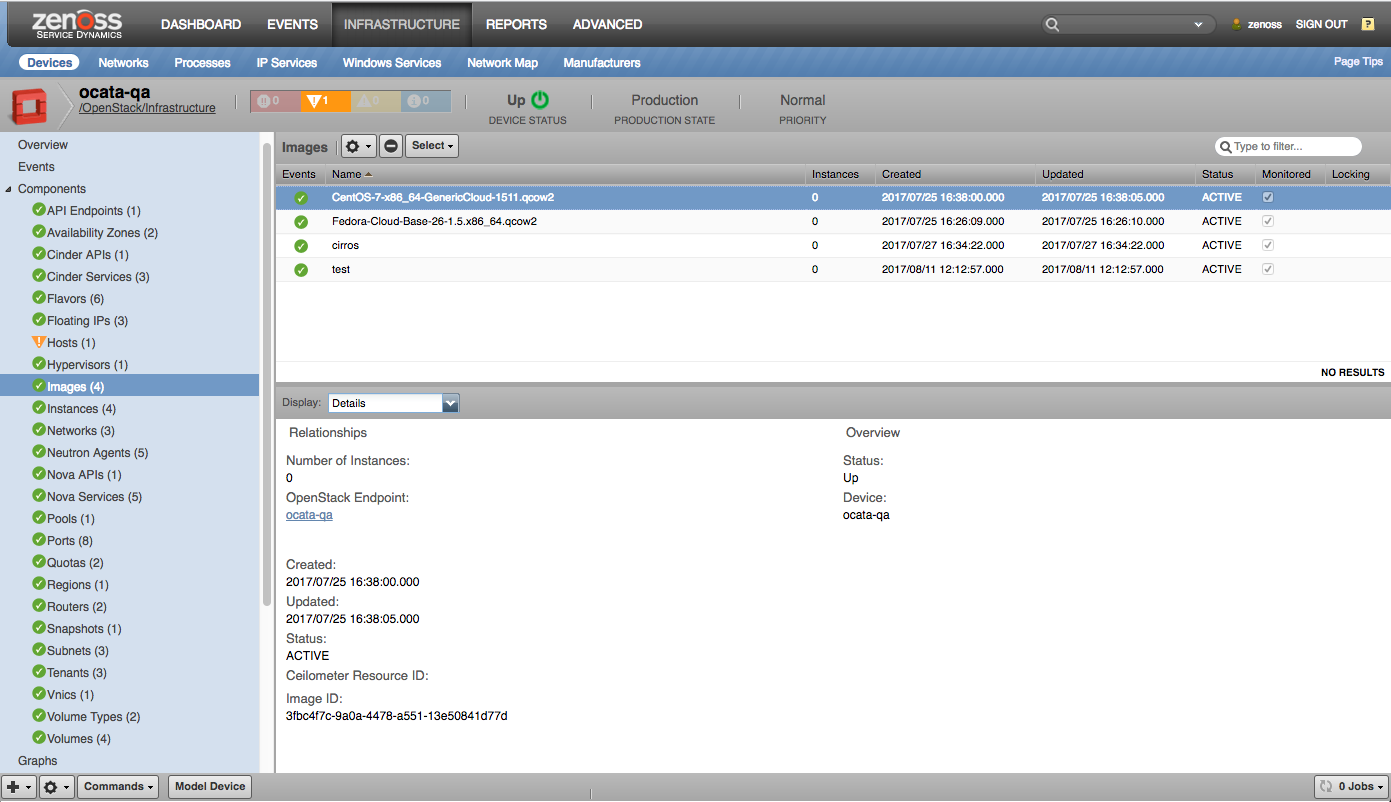 zenoss
SERVICE DYNAMICS
DASHBOARD EVENTS INFRASTRUCTURE REPORTS ADVANCED
zenoss SIGN OUT ?
Devices Networks Processes IP Services Windows Services Network Map Manufacturers Page Tips
ocata-qa
/OpenStack/Infrastructure
0 1 0 0
Up
DEVICE STATUS
Production
PRODUCTION STATE
Normal
PRIORITY
Overview
Events
Components
API Endpoints (1)
Availability Zones (2)
Cinder APIs (1)
Cinder Services (3)
Flavors (6)
Floating IPs (3)
Hosts (1)
Hypervisors (1)
Images (4)
Instances (4)
Networks (3)
Neutron Agents (5)
Nova APIs (1)
Nova Services (5)
Pools (1)
Ports (8)
Quotas (2)
Regions (1)
Routers (2)
Snapshots (1)
Subnets (3)
Tenants (3)
Vnics (1)
Volume Types (2)
Volumes (4)
Graphs
Images Select Type to filter...
Events Name Instances Created Updated Status Monitored Locking
CentOS-7-x86_64-GenericCloud-1511.qcow2 0 2017/07/25 16:38:00.000 2017/07/25 16:38:05.000 ACTIVE
Fedora-Cloud-Base-26-1.5.x86_64.qcow2 0 2017/07/25 16:26:09.000 2017/07/25 16:26:10.000 ACTIVE
cirros 0 2017/07/27 16:34:22.000 2017/07/27 16:34:22.000 ACTIVE
test 0 2017/08/11 12:12:57.000 2017/08/11 12:12:57.000 ACTIVE
NO RESULTS
Display: Details
Relationships
Number of Instances:
0
OpenStack Endpoint:
ocata-qa
Created:
2017/07/25 16:38:00.000
Updated:
2017/07/25 16:38:05.000
Status:
ACTIVE
Ceilometer Resource ID:
Image ID:
3fbc4f7c-9a0a-4478-a551-13e50841d77d
Overview
Status:
Up
Device:
ocata-qa
Commands Model Device 0 Jobs